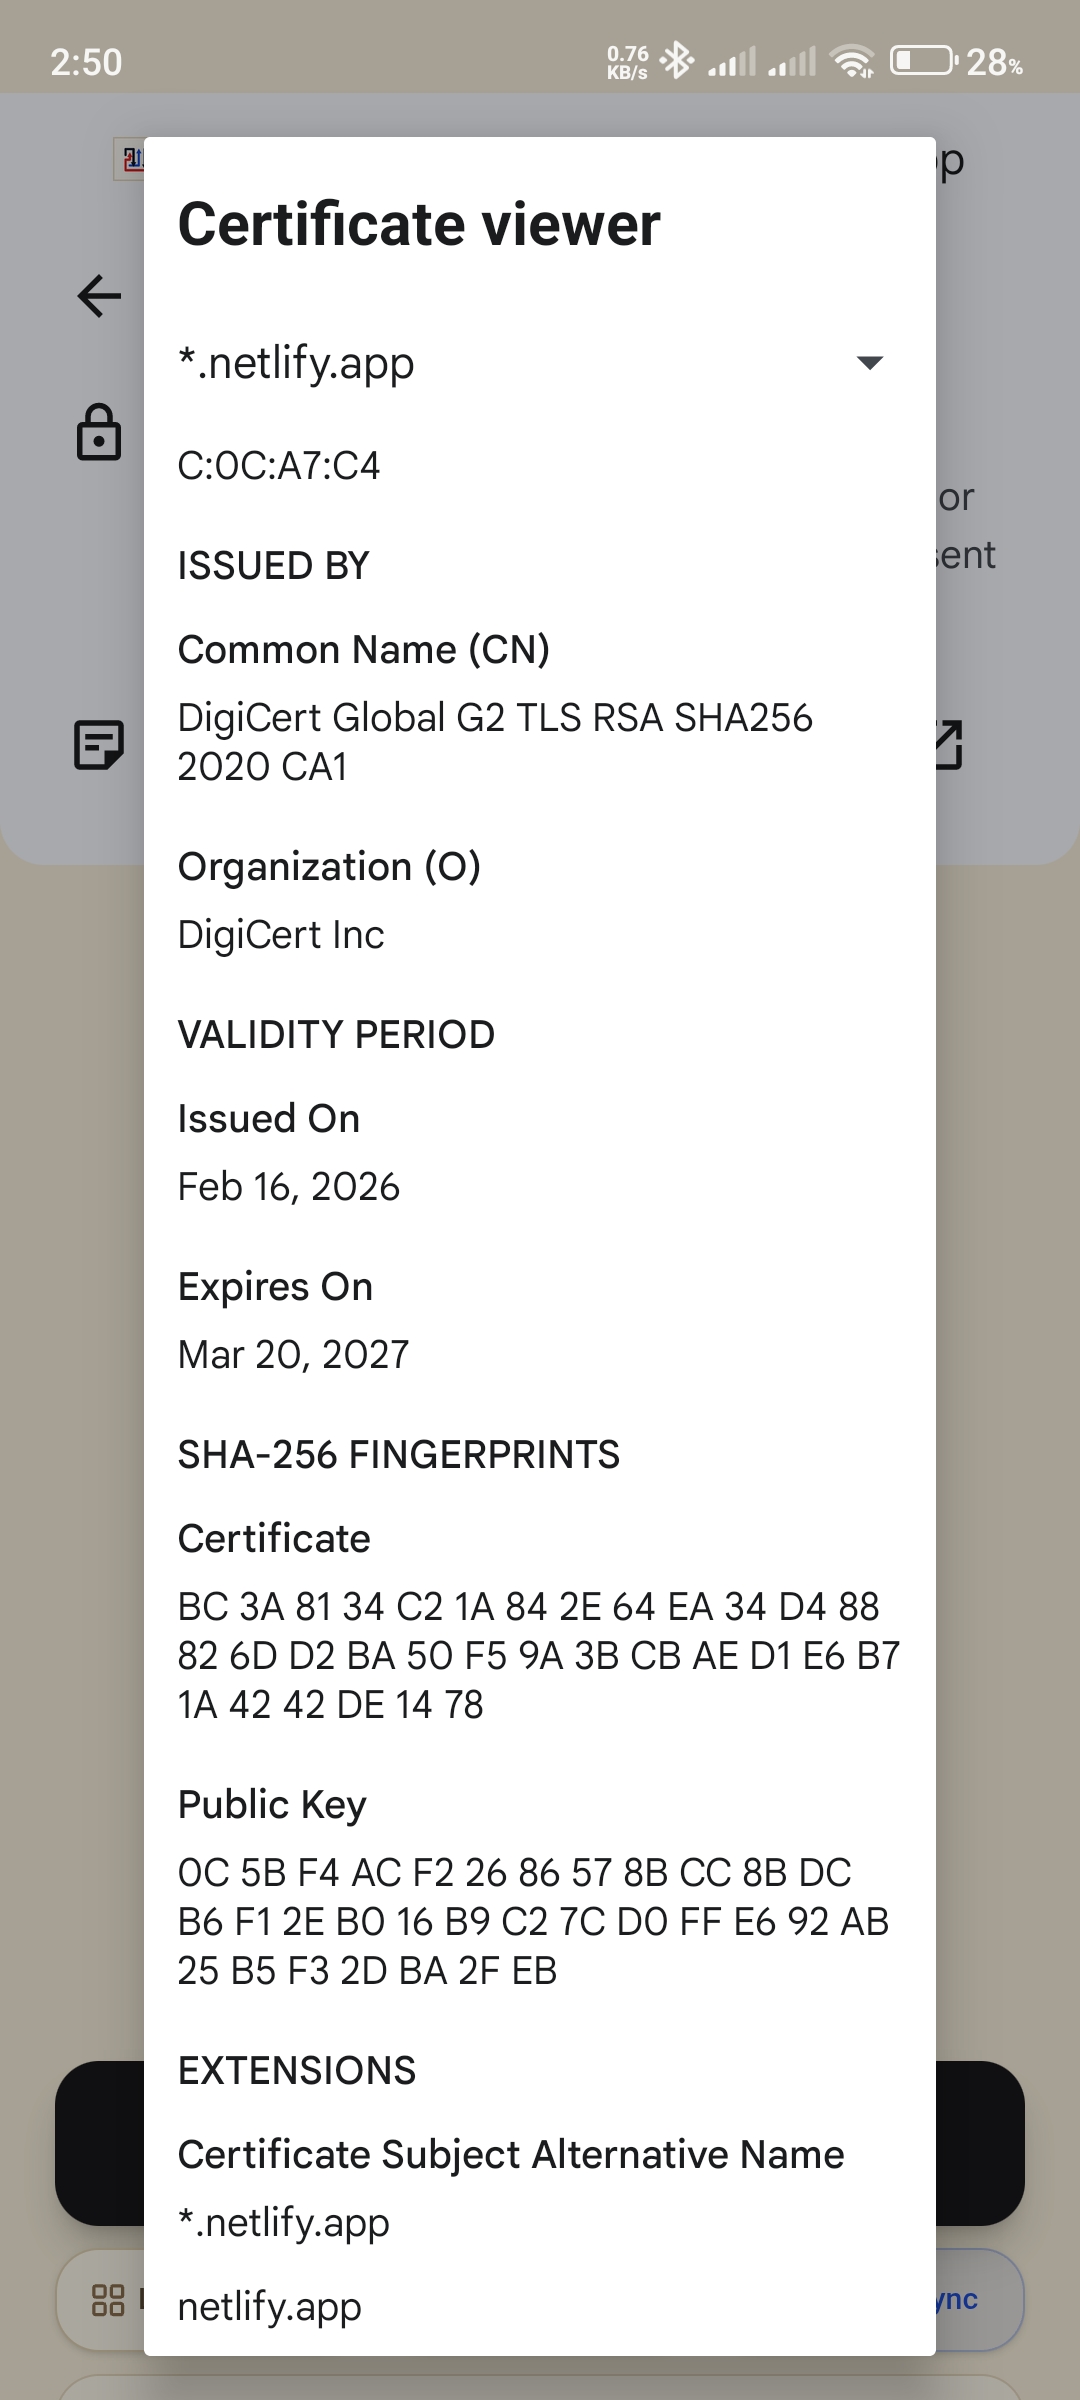 2:50
0.76
KB/s
28%
p
Certificate viewer
*.netlify.app
C:0C:A7:C4
or
sent
ISSUED BY
Common Name (CN)
DigiCert Global G2 TLS RSA SHA256
2020 CA1
Organization (O)
DigiCert Inc
VALIDITY PERIOD
Issued On
Feb 16, 2026
Expires On
Mar 20, 2027
SHA-256 FINGERPRINTS
Certificate
BC 3A 81 34 C2 1A 84 2E 64 EA 34 D4 88
82 6D D2 BA 50 F5 9A 3B CB AE D1 E6 B7
1A 42 42 DE 14 78
Public Key
0C 5B F4 AC F2 26 86 57 8B CC 8B DC
B6 F1 2E B0 16 B9 C2 7C D0 FF E6 92 AB
25 B5 F3 2D BA 2F EB
EXTENSIONS
Certificate Subject Alternative Name
*.netlify.app
ync
netlify.app